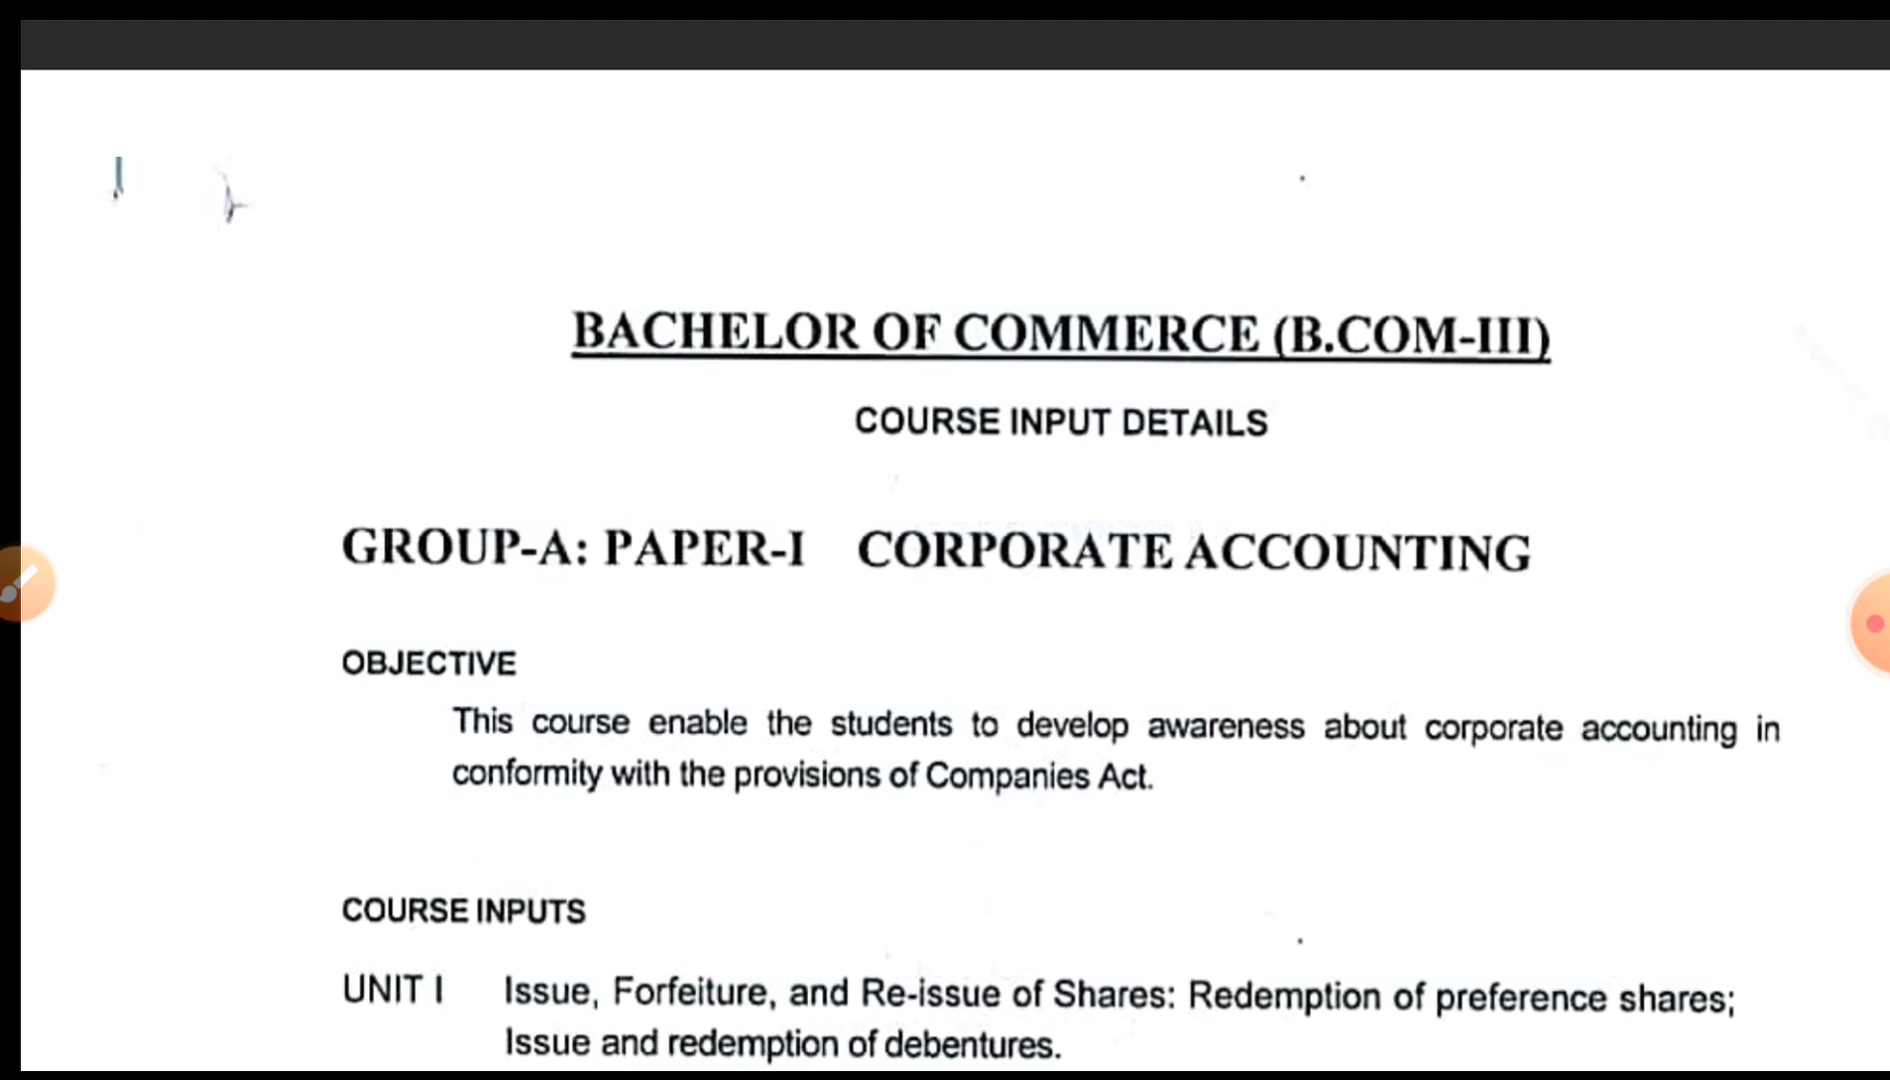 BACHELOR OF COMMERCE (B.COM-III)
COURSE INPUT DETAILS
GROUP-A: PAPER-I CORPORATE ACCOUNTING
OBJECTIVE
This course enable the students to develop awareness about corporate accounting in
conformity with the provisions of Companies Act.
COURSE INPUTS
UNIT I Issue, Forfeiture, and Re-issue of Shares: Redemption of preference shares;
Issue and redemption of debentures.